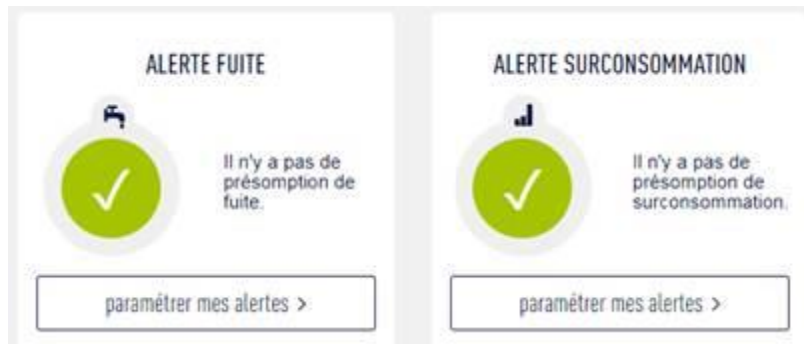 ALERTE FUITE
Il n'y a pas de
présomption de
fuite.
paramétrer mes alertes >
ALERTE SURCONSOMMATION
Il n'y a pas de
présomption de
surconsommation.
paramétrer mes alertes >